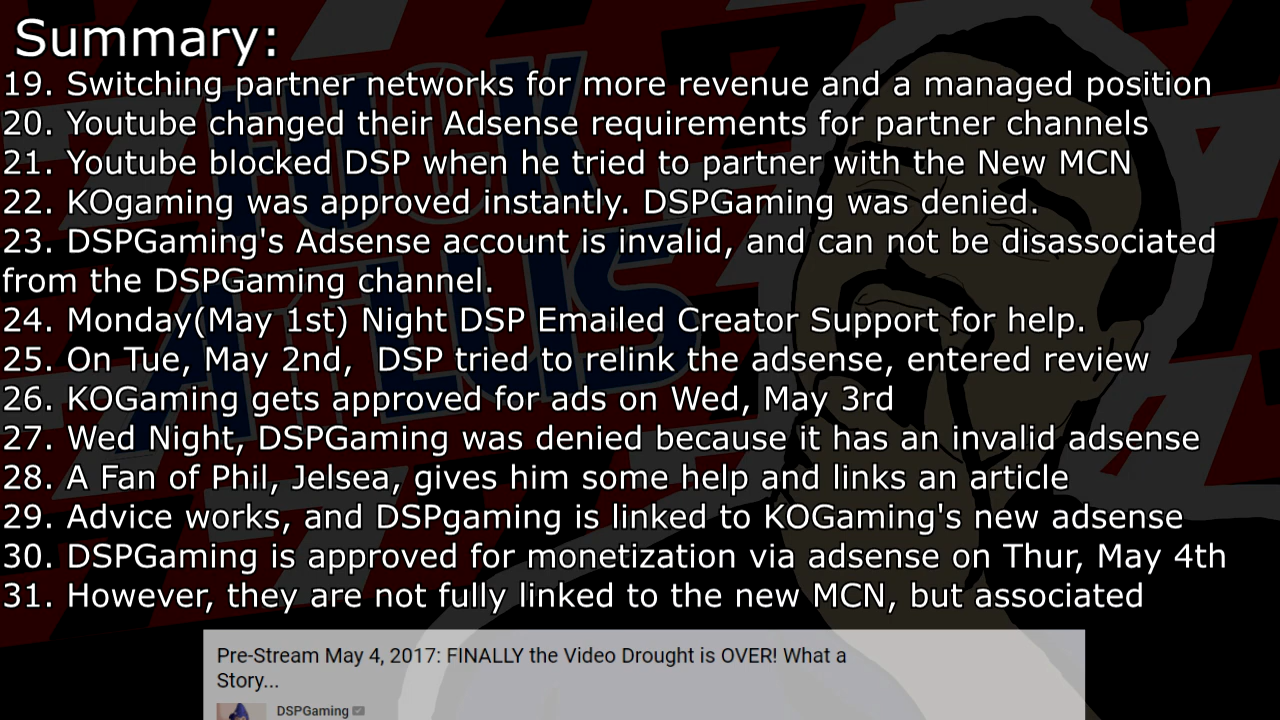 Summary:
19. Switching partner networks for more revenue and a managed position
20. Youtube changed their Adsense requirements for partner channels
21. Youtube blocked DSP when he tried to partner with the New MCN
22. KOgaming was approved instantly. DSPGaming was denied.
23. DSPGaming's Adsense account is invalid, and can not be disassociated
from the DSPGaming channel.
24. Monday(May 1st) Night DSP Emailed Creator Support for help.
25. On Tue, May 2nd,  DSP tried to relink the adsense, entered review
26. KOGaming gets approved for ads on Wed, May 3rd
27. Wed Night, DSPGaming was denied because it has an invalid adsense
28. A Fan of Phil, Jelsea, gives him some help and links an article
29. Advice works, and DSPgaming is linked to KOGaming's new adsense
30. DSPGaming is approved for monetization via adsense on Thur, May 4th
31. However, they are not fully linked to the new MCN, but associated
Pre-Stream May 4, 2017: FINALLY the Video Drought is OVER! What a
Story...
DSPGaming